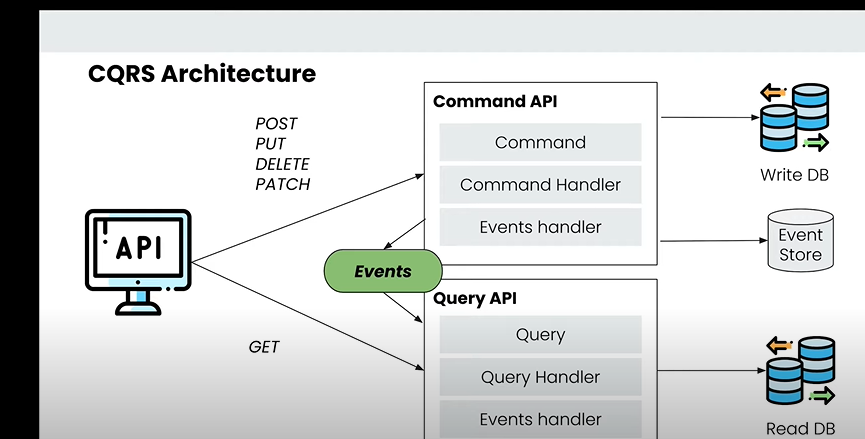 CQRS Architecture
POST
PUT
DELETE
PATCH
API
GET
Events
Command API
Command
Command Handler
Events handler
Query API
Query
Query Handler
Events handler
Write DB
Event
Store
Read DB